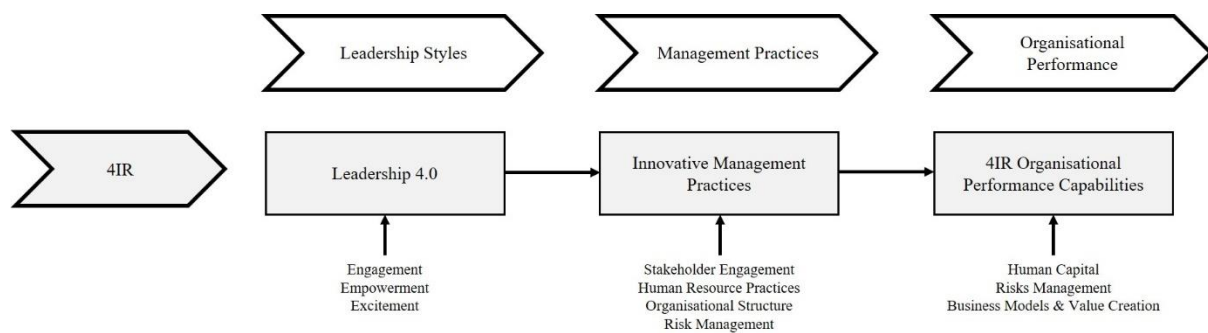 Leadership Styles
Management Practices
Organisational
Performance
4IR
Leadership 4.0
Innovative Management
Practices
4IR Organisational
Performance Capabilities
Engagement
Empowerment
Excitement
Stakeholder Engagement
Human Resource Practices
Organisational Structure
Risk Management
Human Capital
Risks Management
Business Models & Value Creation